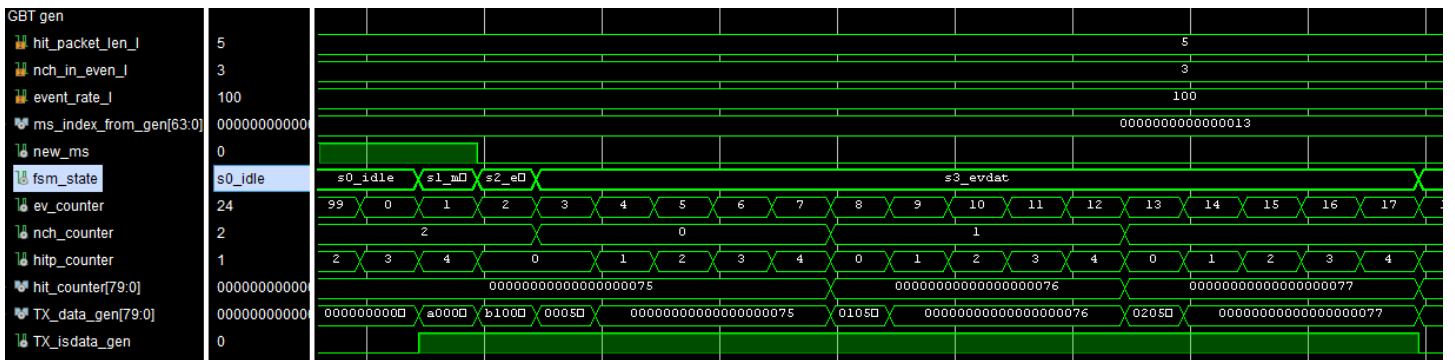 GBT gen
hit_packet_len_I 5 5
nch_in_even_I 3 3
event_rate_I 100 100
ms_index_from_gen[63:0] 00000000000 0000000000000013
new_ms 0
fsm_state s0_idle s0_idle s1_m s2_e s3_evdat
ev_counter 24 99 0 1 2 3 4 5 6 7 8 9 10 11 12 13 14 15 16 17
nch_counter 2 2 0 1
hitp_counter 1 2 3 4 0 1 2 3 4 0 1 2 3 4 0 1 2 3 4
hit_counter[79:0] 00000000000 00000000000000000075 00000000000000000076 00000000000000000077
TX_data_gen[79:0] 00000000000 000000000 a000 b100 0005 00000000000000000075 0105 00000000000000000076 0205 00000000000000000077
TX_isdata_gen 0